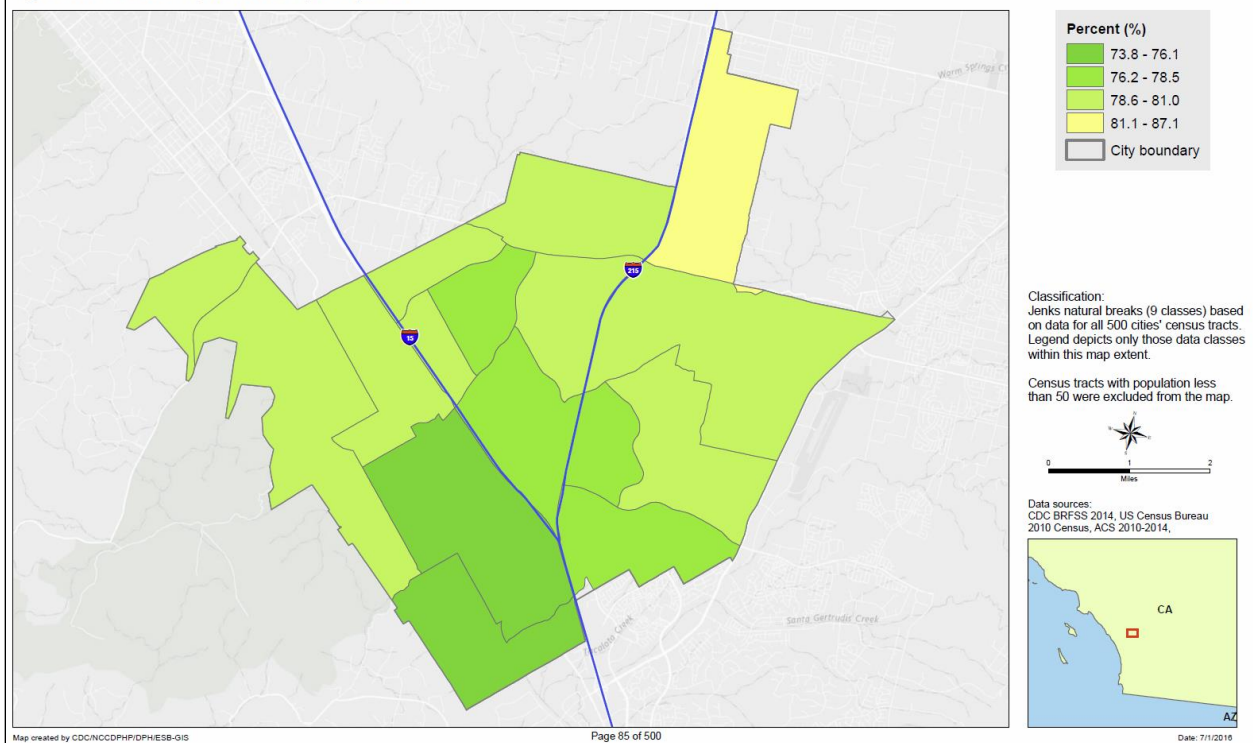 Percent (%)
73.8 - 76.1
76.2 - 78.5
78.6 - 81.0
81.1 - 87.1
City boundary
Warm Springs Cr
215
15
Classification:
Jenks natural breaks (9 classes) based
on data for all 500 cities' census tracts.
Legend depicts only those data classes
within this map extent.
Census tracts with population less
than 50 were excluded from the map.
N
W
E
S
0 1 2
Miles
Data sources:
CDC BRFSS 2014, US Census Bureau
2010 Census, ACS 2010-2014,
CA
AZ
Santa Gertrudis Creek
Creek
Map created by CDC/NCCDPHP/DPH/ESB-GIS
Page 85 of 500
Date: 7/1/2016